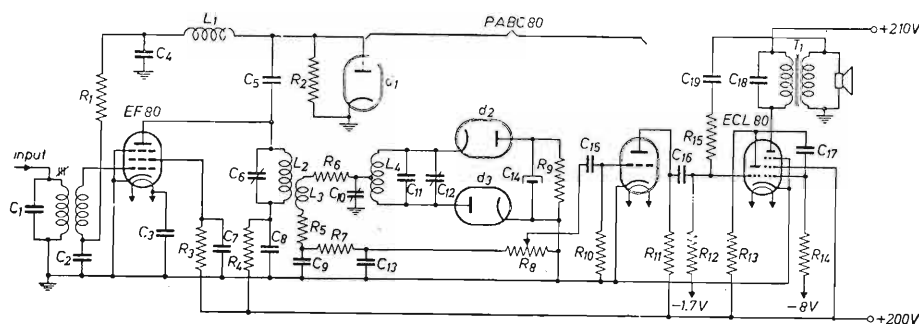 L1
PABC80
+210V
C4
T1
C5
R2
d1
C19
C18
R1
EF80
d2
ECL80
input
C15
R15
L2
R6
L4
C14
R9
C16
C17
C6
C10
C11
C12
d3
C1
L3
C2
C3
R3
C7
R4
C8
R5
R7
R8
R10
R11
R12
R13
R14
C9
C13
-1.7V
-8V
+200V